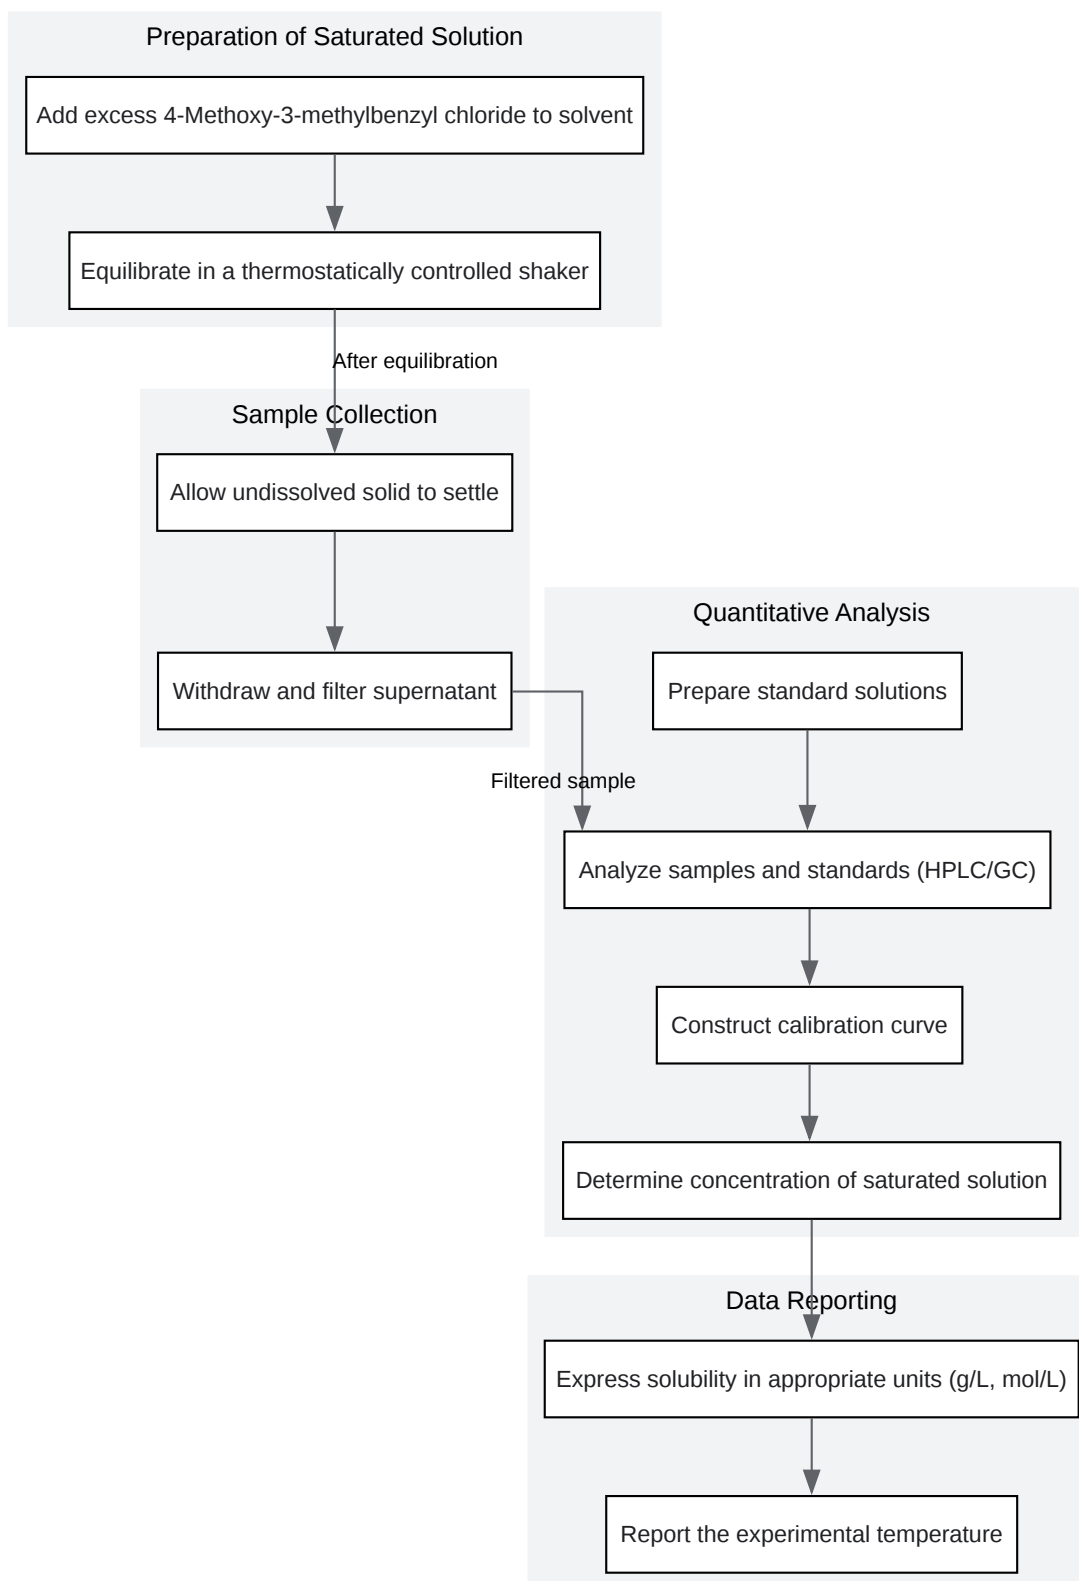 Preparation of Saturated Solution
Add excess 4-Methoxy-3-methylbenzyl chloride to solvent
Equilibrate in a thermostatically controlled shaker
After equilibration
Sample Collection
Allow undissolved solid to settle
Withdraw and filter supernatant
Filtered sample
Quantitative Analysis
Prepare standard solutions
Analyze samples and standards (HPLC/GC)
Construct calibration curve
Determine concentration of saturated solution
Data Reporting
Express solubility in appropriate units (g/L, mol/L)
Report the experimental temperature